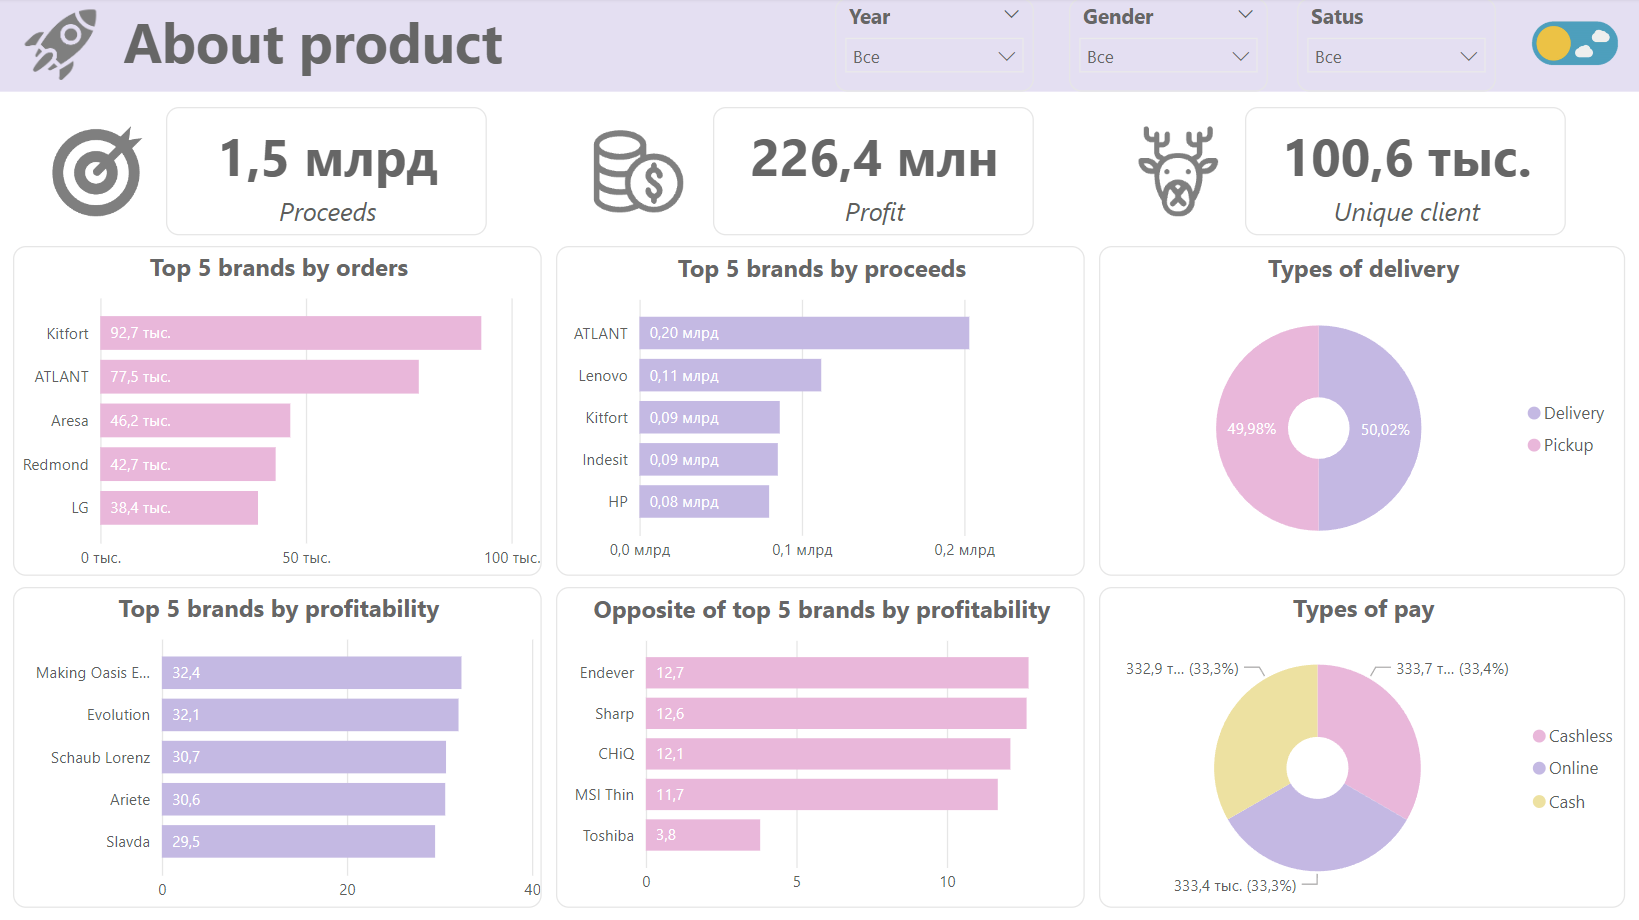 About product
Year
Все
Gender
Все
Satus
Все
1,5 млрд
Proceeds
226,4 млн
Profit
100,6 тыс.
Unique client
Top 5 brands by orders
Kitfort 92,7 тыс.
ATLANT 77,5 тыс.
Aresa 46,2 тыс.
Redmond 42,7 тыс.
LG 38,4 тыс.
0 тыс. 50 тыс. 100 тыс.
Top 5 brands by proceeds
ATLANT 0,20 млрд
Lenovo 0,11 млрд
Kitfort 0,09 млрд
Indesit 0,09 млрд
HP 0,08 млрд
0,0 млрд 0,1 млрд 0,2 млрд
Types of delivery
49,98% 50,02%
Delivery
Pickup
Top 5 brands by profitability
Making Oasis E... 32,4
Evolution 32,1
Schaub Lorenz 30,7
Ariete 30,6
Slavda 29,5
0 20 40
Opposite of top 5 brands by profitability
Endever 12,7
Sharp 12,6
CHiQ 12,1
MSI Thin 11,7
Toshiba 3,8
0 5 10
Types of pay
332,9 т... (33,3%) 333,7 т... (33,4%)
Cashless
Online
Cash
333,4 тыс. (33,3%)